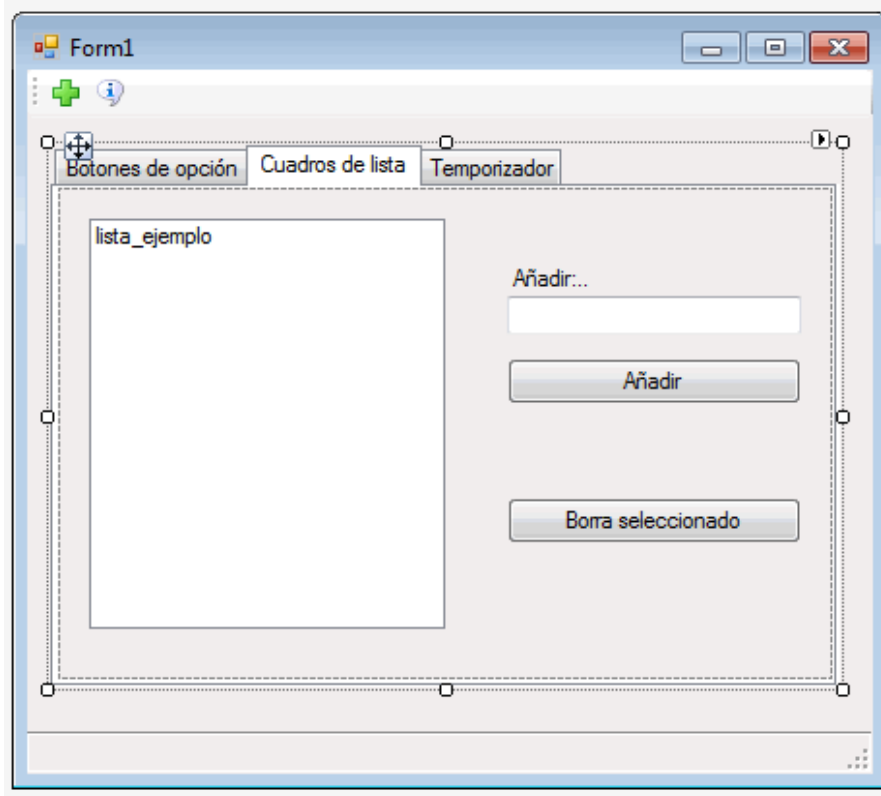 Form1
Botones de opción
Cuadros de lista
Temporizador
lista_ejemplo
Añadir:..
Añadir
Borra seleccionado